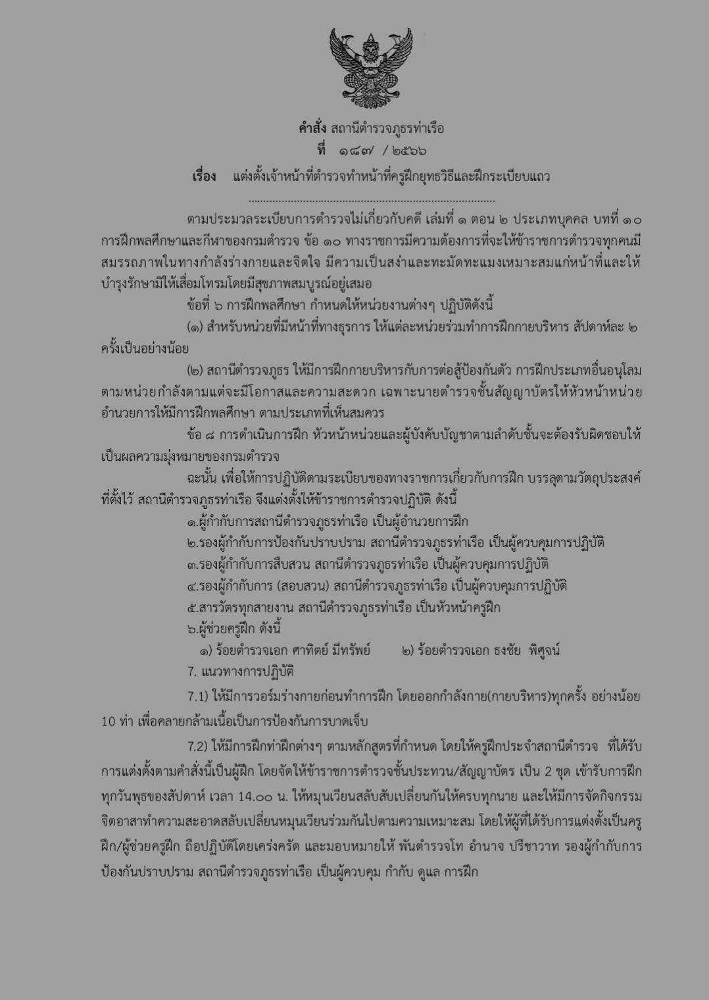 คำสั่ง สถานีตำรวจภูธรท่าเรือ
ที่ ๑๘๗ / ๒๕๖๖
เรื่อง แต่งตั้งเจ้าหน้าที่ตำรวจทำหน้าที่ครูฝึกยุทธวิธีและฝึกระเบียบแถว
................................................................................
ตามประมวลระเบียบการตำรวจไม่เกี่ยวกับคดี เล่มที่ ๑ ตอน ๒ ประเภทบุคคล บทที่ ๑๐
การฝึกพลศึกษาและกีฬาของกรมตำรวจ ข้อ ๑๐ ทางราชการมีความต้องการที่จะให้ข้าราชการตำรวจทุกคนมี
สมรรถภาพในทางกำลังร่างกายและจิตใจ มีความเป็นสง่าและทะมัดทะแมงเหมาะสมแก่หน้าที่และให้
บำรุงรักษามิให้เสื่อมโทรมโดยมีสุขภาพสมบูรณ์อยู่เสมอ
ข้อที่ ๖ การฝึกพลศึกษา กำหนดให้หน่วยงานต่างๆ ปฏิบัติดังนี้
(๑) สำหรับหน่วยที่มีหน้าที่ทางธุรการ ให้แต่ละหน่วยร่วมทำการฝึกกายบริหาร สัปดาห์ละ ๒
ครั้งเป็นอย่างน้อย
(๒) สถานีตำรวจภูธร ให้มีการฝึกกายบริหารกับการต่อสู้ป้องกันตัว การฝึกประเภทอื่นอนุโลม
ตามหน่วยกำลังตามแต่จะมีโอกาสและความสะดวก เฉพาะนายตำรวจชั้นสัญญาบัตรให้หัวหน้าหน่วย
อำนวยการให้มีการฝึกพลศึกษา ตามประเภทที่เห็นสมควร
ข้อ ๘ การดำเนินการฝึก หัวหน้าหน่วยและผู้บังคับบัญชาตามลำดับชั้นจะต้องรับผิดชอบให้
เป็นผลความมุ่งหมายของกรมตำรวจ
ฉะนั้น เพื่อให้การปฏิบัติตามระเบียบของทางราชการเกี่ยวกับการฝึก บรรลุตามวัตถุประสงค์
ที่ตั้งไว้ สถานีตำรวจภูธรท่าเรือ จึงแต่งตั้งให้ข้าราชการตำรวจปฏิบัติ ดังนี้
๑.ผู้กำกับการสถานีตำรวจภูธรท่าเรือ เป็นผู้อำนวยการฝึก
๒.รองผู้กำกับการป้องกันปราบปราม สถานีตำรวจภูธรท่าเรือ เป็นผู้ควบคุมการปฏิบัติ
๓.รองผู้กำกับการสืบสวน สถานีตำรวจภูธรท่าเรือ เป็นผู้ควบคุมการปฏิบัติ
๔.รองผู้กำกับการ (สอบสวน) สถานีตำรวจภูธรท่าเรือ เป็นผู้ควบคุมการปฏิบัติ
๕.สารวัตรทุกสายงาน สถานีตำรวจภูธรท่าเรือ เป็นหัวหน้าครูฝึก
๖.ผู้ช่วยครูฝึก ดังนี้
๑) ร้อยตำรวจเอก ศาทิตย์ มีทรัพย์ ๒) ร้อยตำรวจเอก ธงชัย พิศูจน์
7. แนวทางการปฏิบัติ
7.1) ให้มีการวอร์มร่างกายก่อนทำการฝึก โดยออกกำลังกาย(กายบริหาร)ทุกครั้ง อย่างน้อย
10 ท่า เพื่อคลายกล้ามเนื้อเป็นการป้องกันการบาดเจ็บ
7.2) ให้มีการฝึกท่าฝึกต่างๆ ตามหลักสูตรที่กำหนด โดยให้ครูฝึกประจำสถานีตำรวจ ที่ได้รับ
การแต่งตั้งตามคำสั่งนี้เป็นผู้ฝึก โดยจัดให้ข้าราชการตำรวจชั้นประทวน/สัญญาบัตร เป็น 2 ชุด เข้ารับการฝึก
ทุกวันพุธของสัปดาห์ เวลา 14.๐๐ น. ให้หมุนเวียนสลับสับเปลี่ยนกันให้ครบทุกนาย และให้มีการจัดกิจกรรม
จิตอาสาทำความสะอาดสลับเปลี่ยนหมุนเวียนร่วมกันไปตามความเหมาะสม โดยให้ผู้ที่ได้รับการแต่งตั้งเป็นครู
ฝึก/ผู้ช่วยครูฝึก ถือปฏิบัติโดยเคร่งครัด และมอบหมายให้ พันตำรวจโท อำนาจ ปรีชาวาท รองผู้กำกับการ
ป้องกันปราบปราม สถานีตำรวจภูธรท่าเรือ เป็นผู้ควบคุม กำกับ ดูแล การฝึก